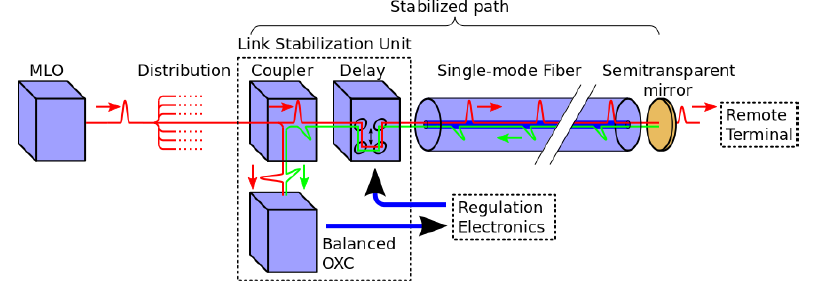 Stabilized path
Link Stabilization Unit
MLO
Distribution
Coupler
Delay
Single-mode Fiber
Semitransparent
mirror
Remote
Terminal
Regulation
Electronics
Balanced
OXC